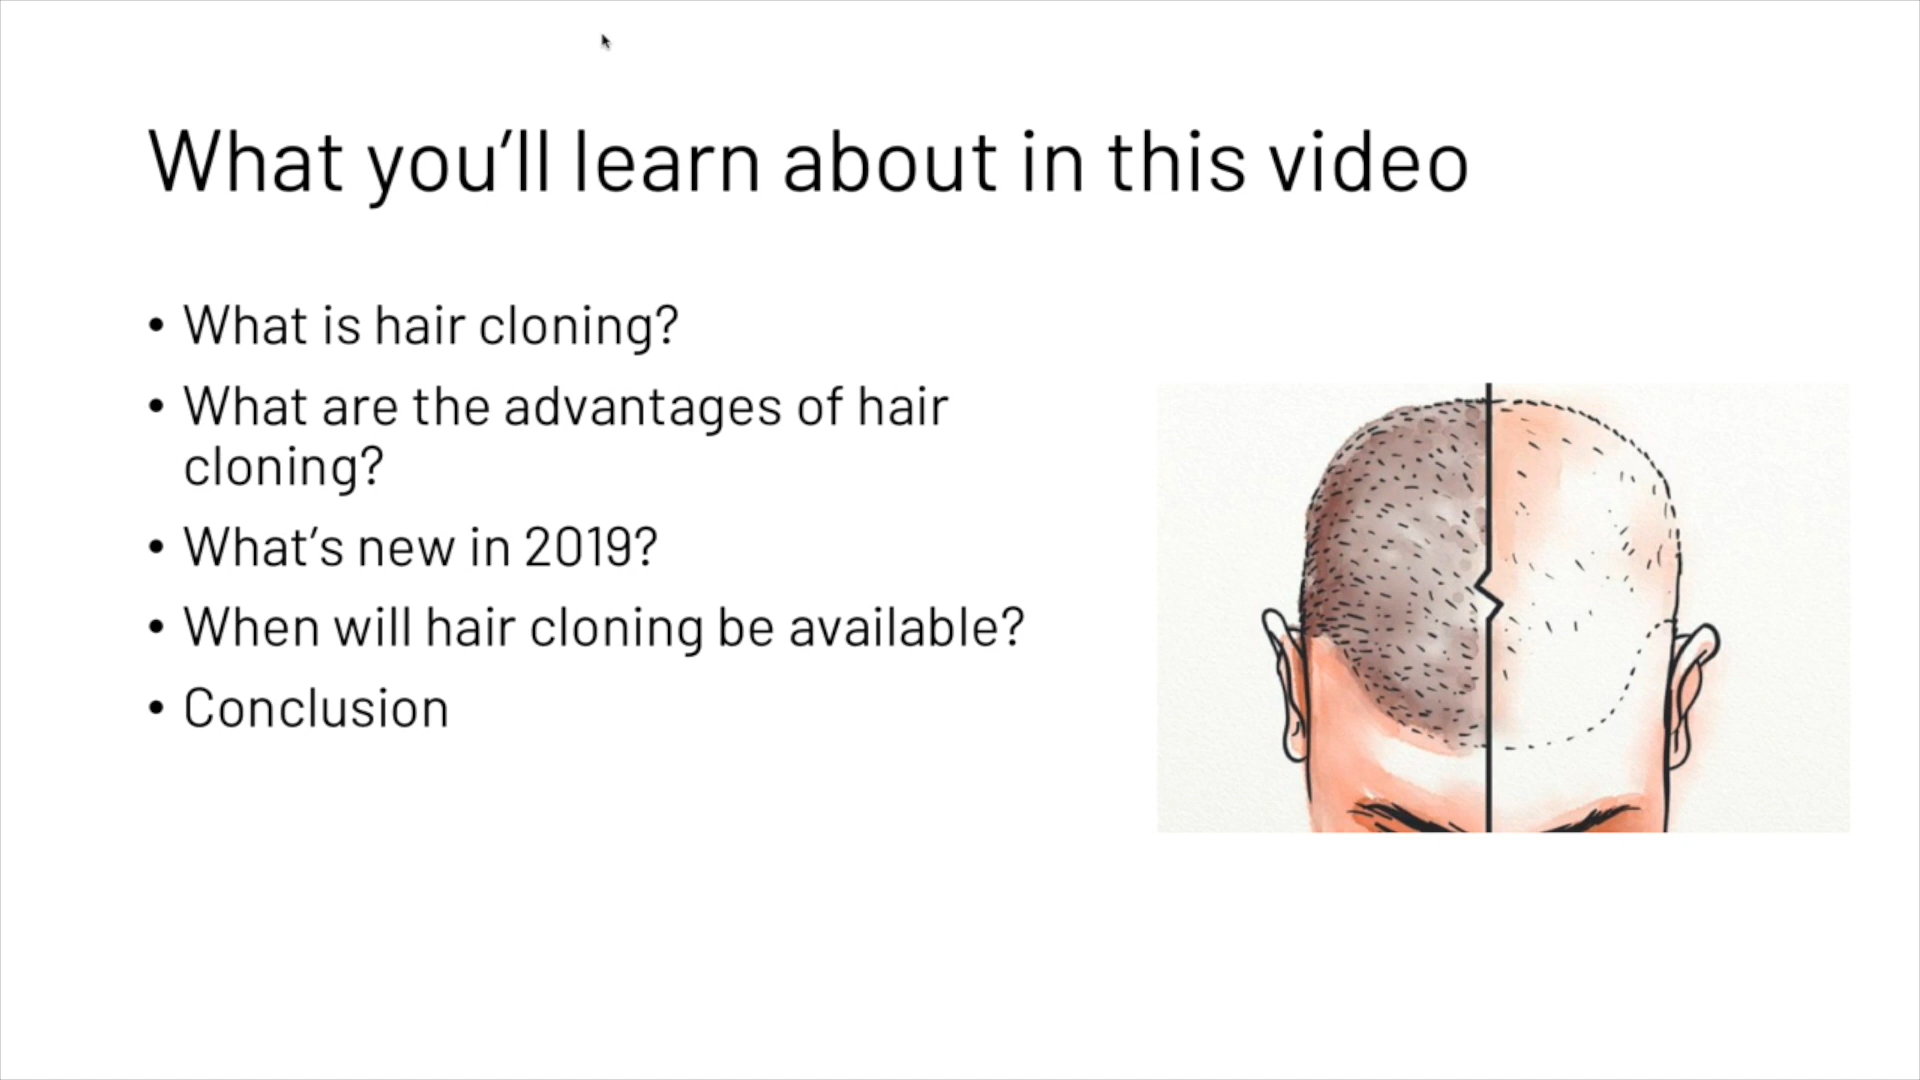 What you’ll learn about in this video
• What is hair cloning?
• What are the advantages of hair
cloning?
• What’s new in 2019?
• When will hair cloning be available?
• Conclusion